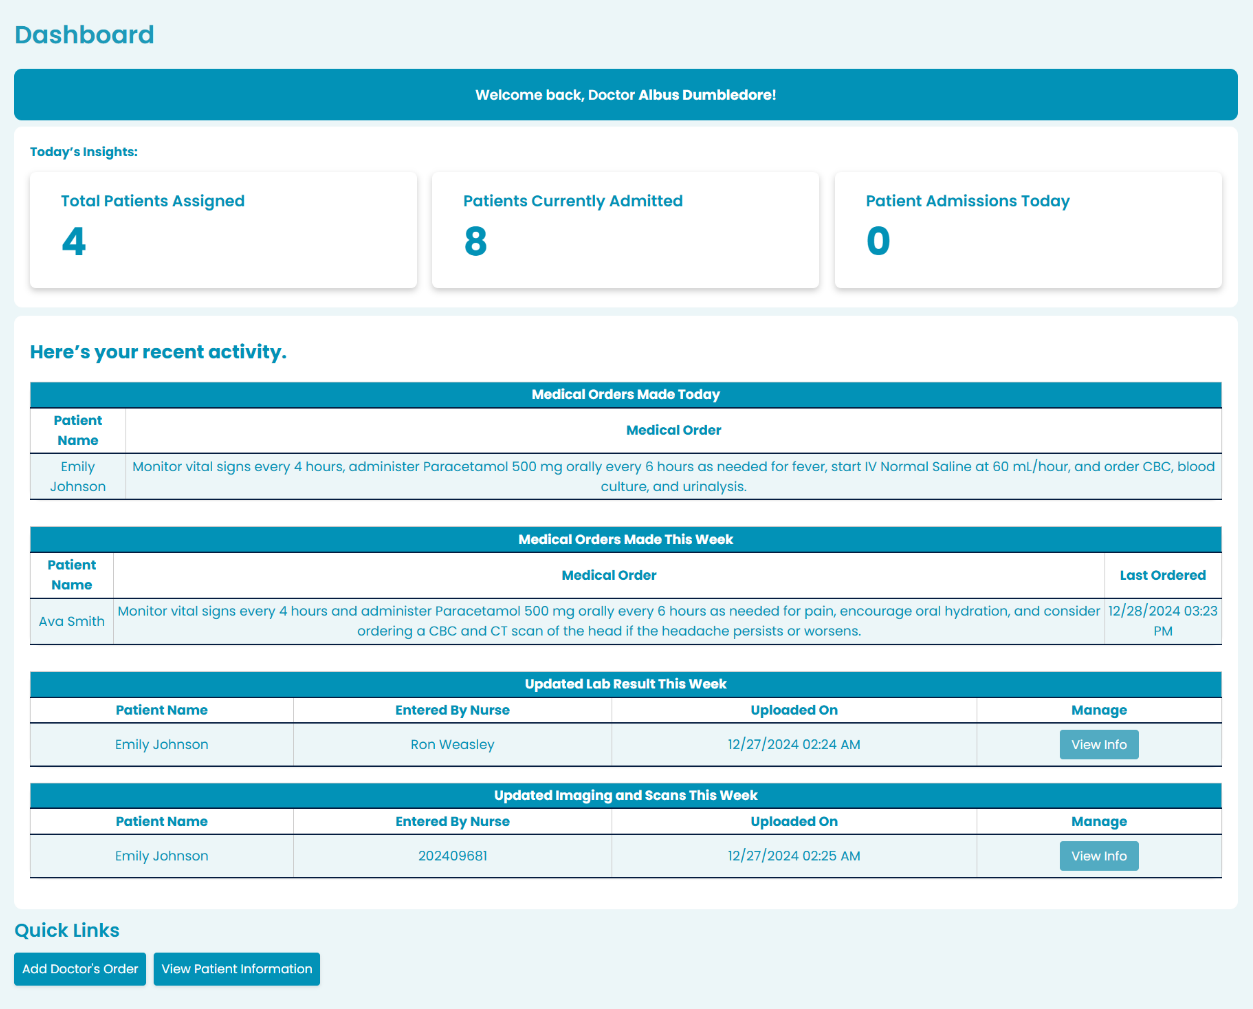 Dashboard
Welcome back, Doctor Albus Dumbledore!
Today's Insights:
Total Patients Assigned
4
Patients Currently Admitted
8
Patient Admissions Today
0
Here's your recent activity.
Medical Orders Made Today
Patient
Name
Medical Order
Emily
Johnson
Monitor vital signs every 4 hours, administer Paracetamol 500 mg orally every 6 hours as needed for fever, start IV Normal Saline at 60 mL/hour, and order CBC, blood
culture, and urinalysis.
Medical Orders Made This Week
Patient
Name
Medical Order
Last Ordered
Ava Smith
Monitor vital signs every 4 hours and administer Paracetamol 500 mg orally every 6 hours as needed for pain, encourage oral hydration, and consider
ordering a CBC and CT scan of the head if the headache persists or worsens.
12/28/2024 03:23
PM
Updated Lab Result This Week
Patient Name
Entered By Nurse
Uploaded On
Manage
Emily Johnson
Ron Weasley
12/27/2024 02:24 AM
View Info
Updated Imaging and Scans This Week
Patient Name
Entered By Nurse
Uploaded On
Manage
Emily Johnson
202409681
12/27/2024 02:25 AM
View Info
Quick Links
Add Doctor's Order
View Patient Information